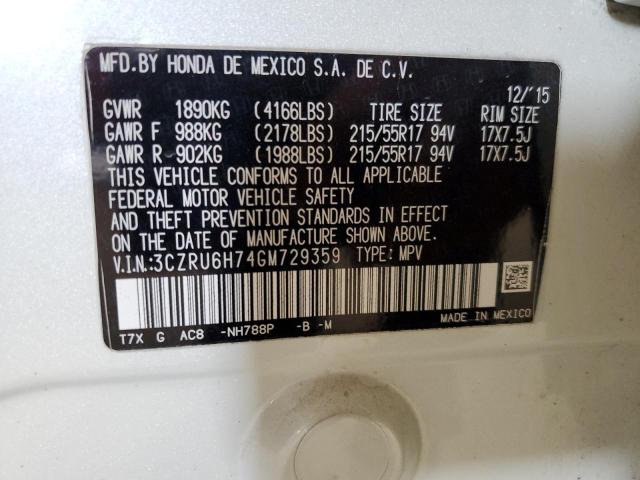 MFD.BY HONDA DE MEXICO S.A. DE C.V.
12/'15
GVWR 1890KG (4166LBS) TIRE SIZE RIM SIZE
GAWR F 988KG (2178LBS) 215/55R17 94V 17X7.5J
GAWR R 902KG (1988LBS) 215/55R17 94V 17X7.5J
THIS VEHICLE CONFORMS TO ALL APPLICABLE
FEDERAL MOTOR VEHICLE SAFETY
AND THEFT PREVENTION STANDARDS IN EFFECT
ON THE DATE OF MANUFACTURE SHOWN ABOVE.
V.I.N.:3CZRU6H74GM729359 TYPE: MPV
T7X G AC8 -NH788P -B -M MADE IN MEXICO